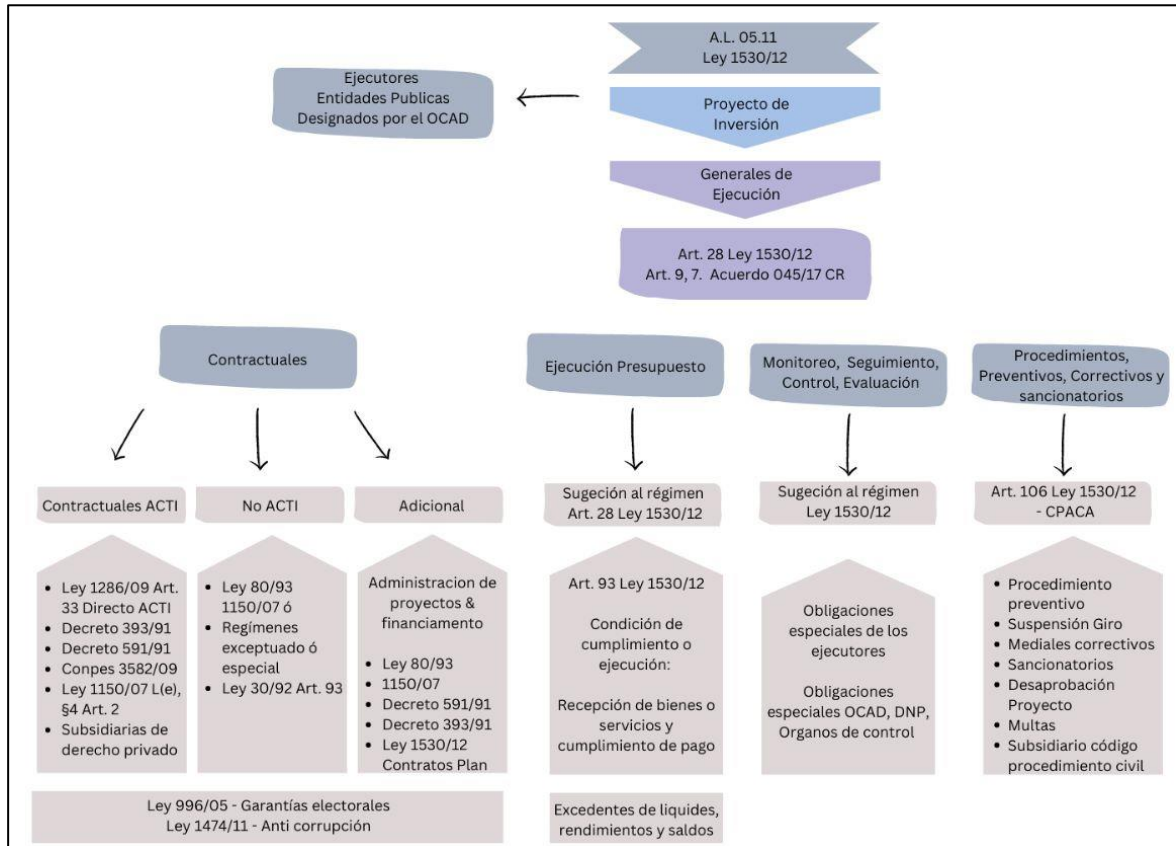 A.L. 05.11
Ley 1530/12
Ejecutores
Entidades Publicas
Designados por el OCAD
Proyecto de
Inversión
Generales de
Ejecución
Art. 28 Ley 1530/12
Art. 9, 7. Acuerdo 045/17 CR
Contractuales
Ejecución Presupuesto
Monitoreo, Seguimiento,
Control, Evaluación
Procedimientos,
Preventivos, Correctivos y
sancionatorios
Contractuales ACTI
No ACTI
Adicional
Sugeción al régimen
Art. 28 Ley 1530/12
Sugeción al régimen
Ley 1530/12
Art. 106 Ley 1530/12
- CPACA
• Ley 1286/09 Art.
33 Directo ACTI
• Decreto 393/91
• Decreto 591/91
• Conpes 3582/09
• Ley 1150/07 L(e),
§4 Art. 2
• Subsidiarias de
derecho privado
• Ley 80/93
1150/07 ó
• Regímenes
exceptuado ó
especial
• Ley 30/92 Art. 93
Administracion de
proyectos &
financiamento
• Ley 80/93
• 1150/07
• Decreto 591/91
• Decreto 393/91
• Ley 1530/12
Contratos Plan
Art. 93 Ley 1530/12
Condición de
cumplimiento o
ejecución:
Recepción de bienes o
servicios y
cumplimiento de pago
Obligaciones
especiales de los
ejecutores
Obligaciones
especiales OCAD, DNP,
Organos de control
• Procedimiento
preventivo
• Suspensión Giro
• Mediales correctivos
• Sancionatorios
• Desaprobación
Proyecto
• Multas
• Subsidiario código
procedimiento civil
Ley 996/05 - Garantías electorales
Ley 1474/11 - Anti corrupción
Excedentes de liquides,
rendimientos y saldos